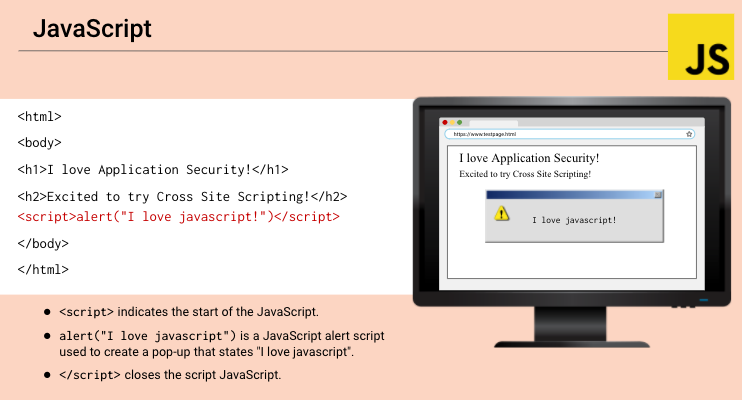 JavaScript
JS
<html>
<body>
<h1>I love Application Security!</h1>
<h2>Excited to try Cross Site Scripting!</h2>
<script>alert("I love javascript!")</script>
</body>
</html>
https://www.testpage.html
I love Application Security!
Excited to try Cross Site Scripting!
I love javascript!
● <script> indicates the start of the JavaScript.
● alert("I love javascript") is a JavaScript alert script
used to create a pop-up that states "I love javascript".
● </script> closes the script JavaScript.